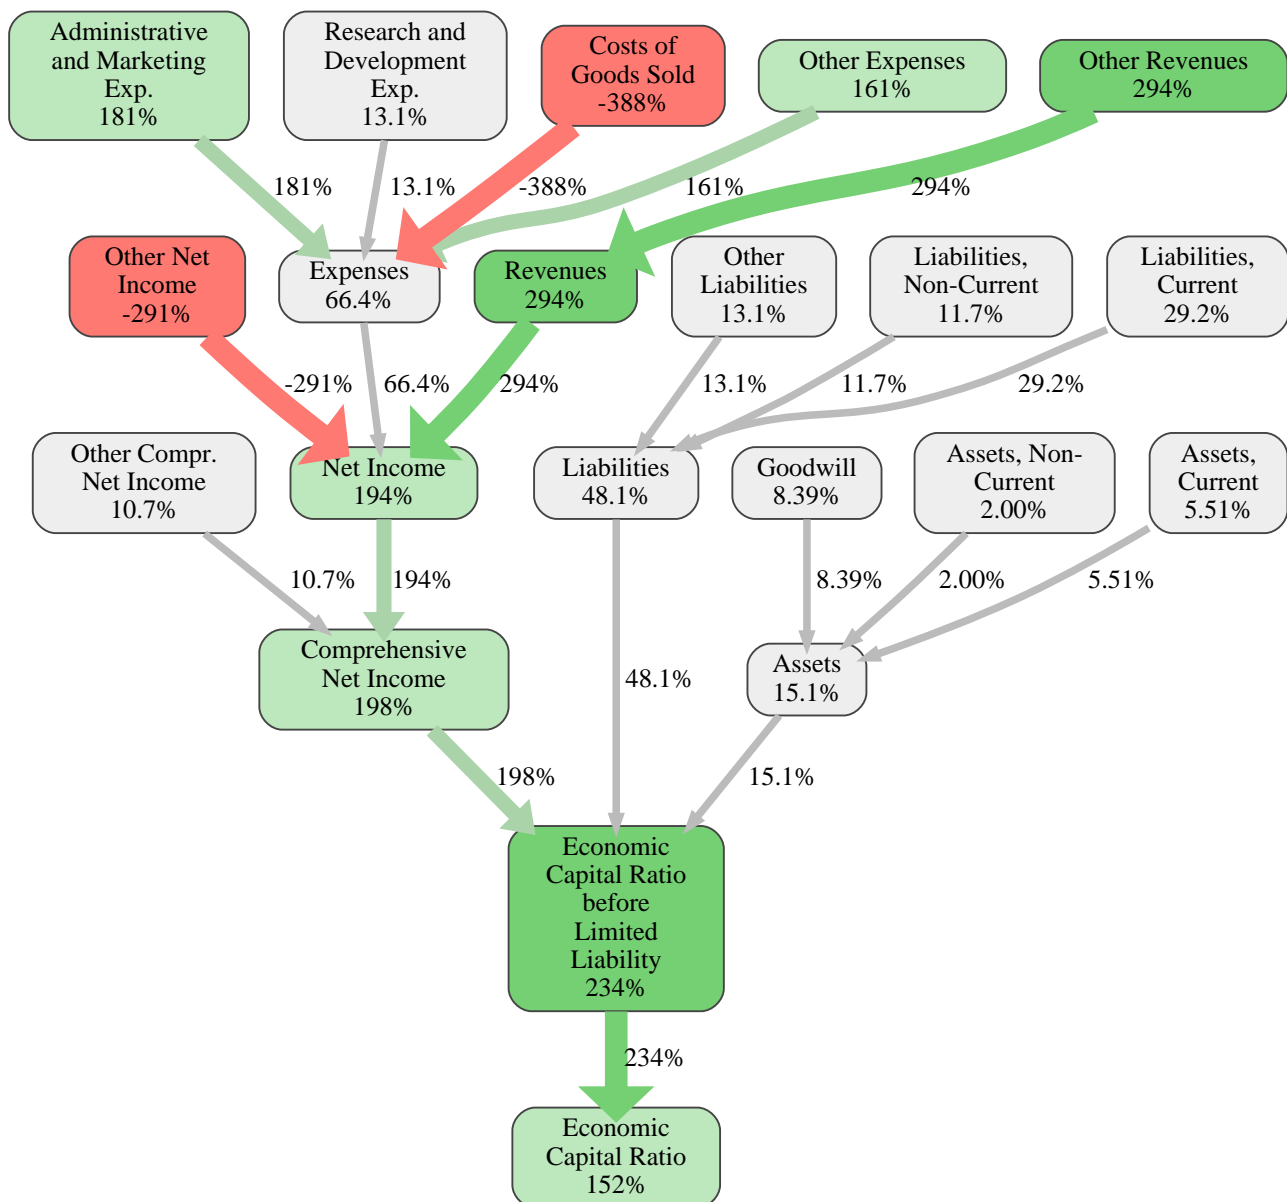 Administrative
and Marketing
Exp.
181%
Research and
Development
Exp.
13.1%
Costs of
Goods Sold
-388%
Other Expenses
161%
Other Revenues
294%
181%
13.1%
-388%
161%
294%
Other Net
Income
-291%
Expenses
66.4%
Revenues
294%
Other
Liabilities
13.1%
Liabilities,
Non-Current
11.7%
Liabilities,
Current
29.2%
-291%
66.4%
294%
13.1%
11.7%
29.2%
Other Compr.
Net Income
10.7%
Net Income
194%
Liabilities
48.1%
Goodwill
8.39%
Assets, Non-
Current
2.00%
Assets,
Current
5.51%
10.7%
194%
8.39%
2.00%
5.51%
Comprehensive
Net Income
198%
48.1%
Assets
15.1%
198%
15.1%
Economic
Capital Ratio
before
Limited
Liability
234%
234%
Economic
Capital Ratio
152%